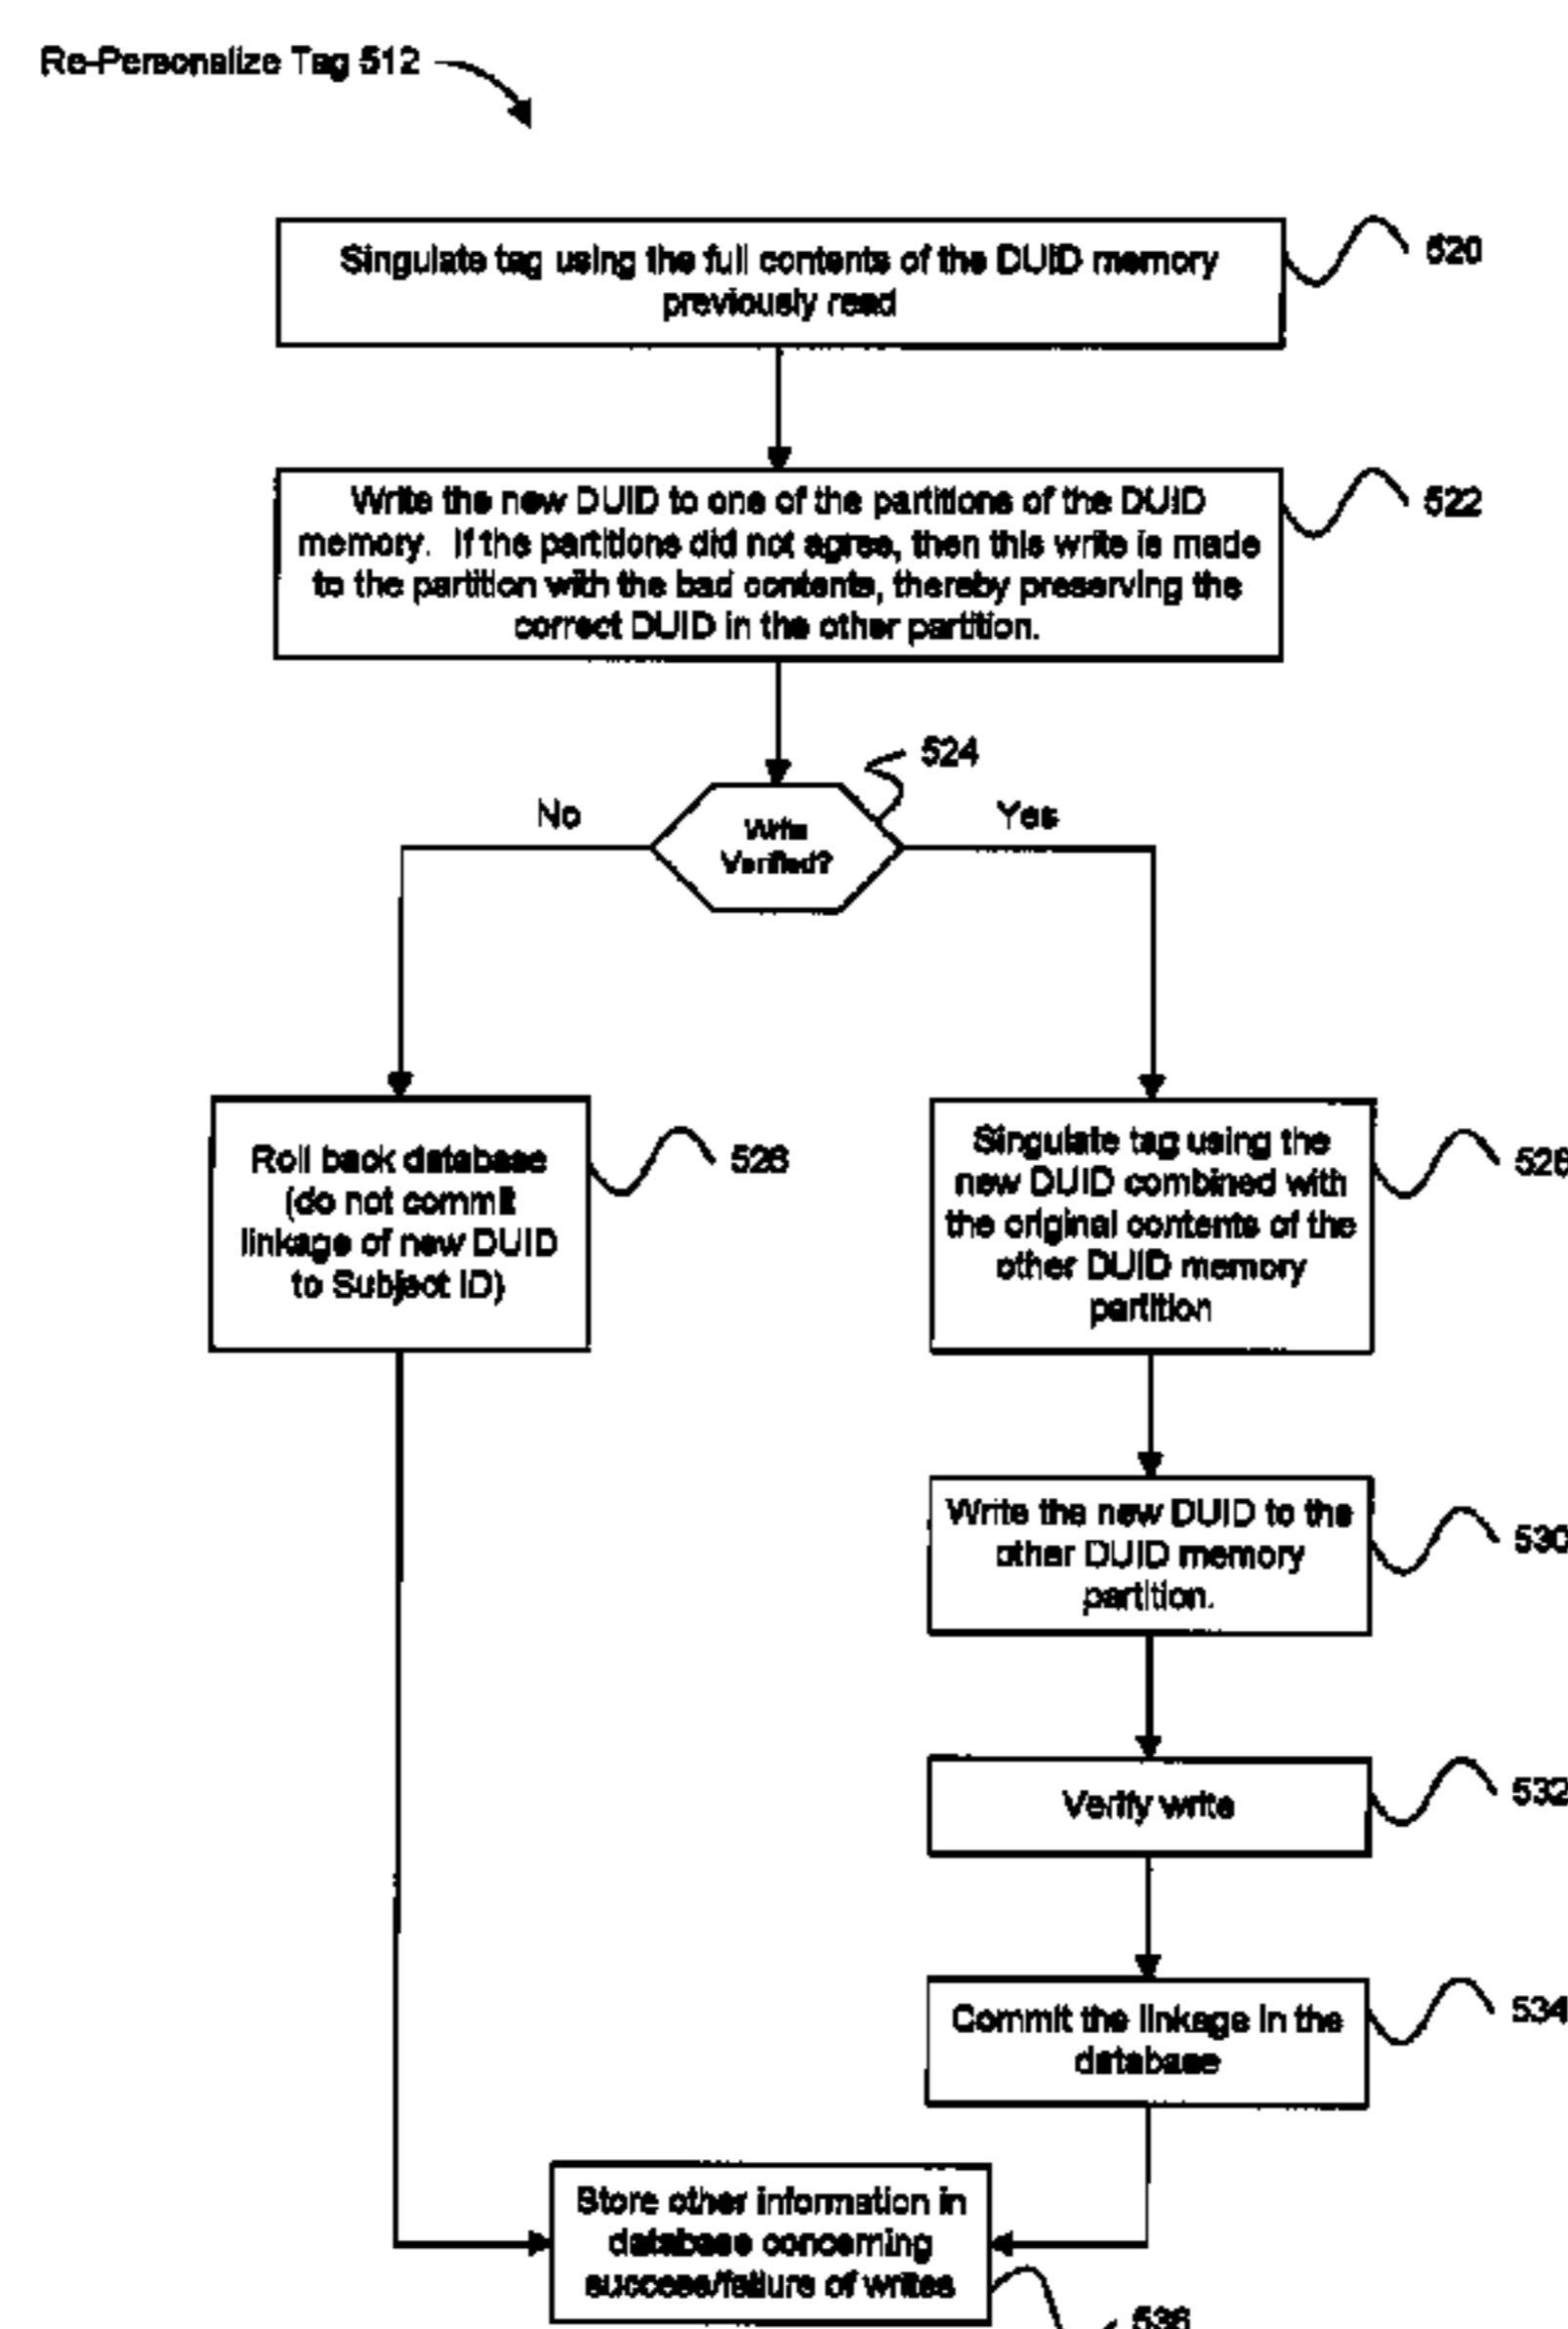 Re-Personalize Tag 512
Singulate tag using the full contents of the DUID memory
previously read
520
Write the new DUID to one of the partitions of the DUID
memory. If the partitions did not agree, then this write is made
to the partition with the bad contents, thereby preserving the
correct DUID in the other partition.
522
524
No
Write
Verified?
Yes
Roll back database
(do not commit
linkage of new DUID
to Subject ID)
526
Singulate tag using the
new DUID combined with
the original contents of the
other DUID memory
partition
528
Write the new DUID to the
other DUID memory
partition.
530
Verify write
532
Commit the linkage in the
database
534
Store other information in
database concerning
success/failure of writes
536